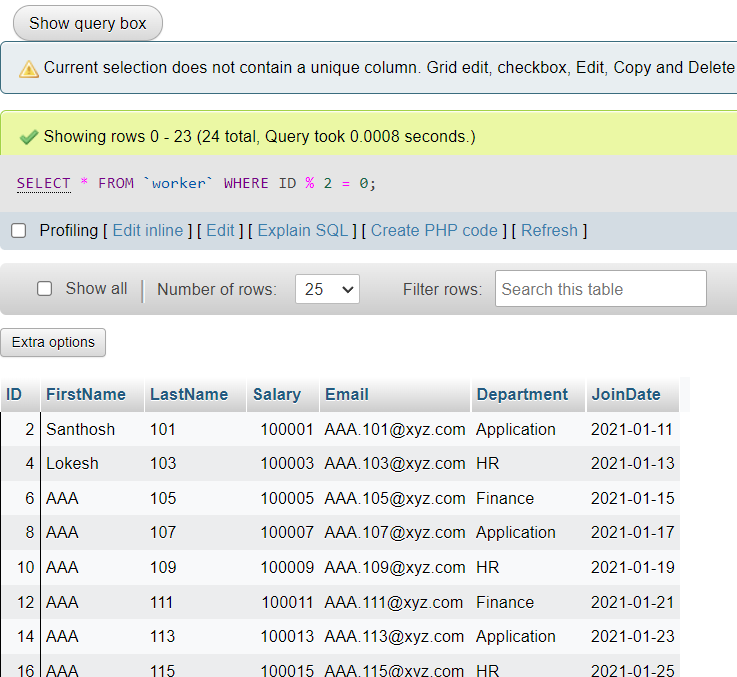 Show query box
Current selection does not contain a unique column. Grid edit, checkbox, Edit, Copy and Delete
Showing rows 0 - 23 (24 total, Query took 0.0008 seconds.)
SELECT * FROM `worker` WHERE ID % 2 = 0;
Profiling [ Edit inline ] [ Edit ] [ Explain SQL ] [ Create PHP code ] [ Refresh ]
Show all | Number of rows: 25 Filter rows: Search this table
Extra options
ID FirstName LastName Salary Email Department JoinDate
2 Santhosh 101 100001 AAA.101@xyz.com Application 2021-01-11
4 Lokesh 103 100003 AAA.103@xyz.com HR 2021-01-13
6 AAA 105 100005 AAA.105@xyz.com Finance 2021-01-15
8 AAA 107 100007 AAA.107@xyz.com Application 2021-01-17
10 AAA 109 100009 AAA.109@xyz.com HR 2021-01-19
12 AAA 111 100011 AAA.111@xyz.com Finance 2021-01-21
14 AAA 113 100013 AAA.113@xyz.com Application 2021-01-23
16 AAA 115 100015 AAA.115@xyz.com HR 2021-01-25